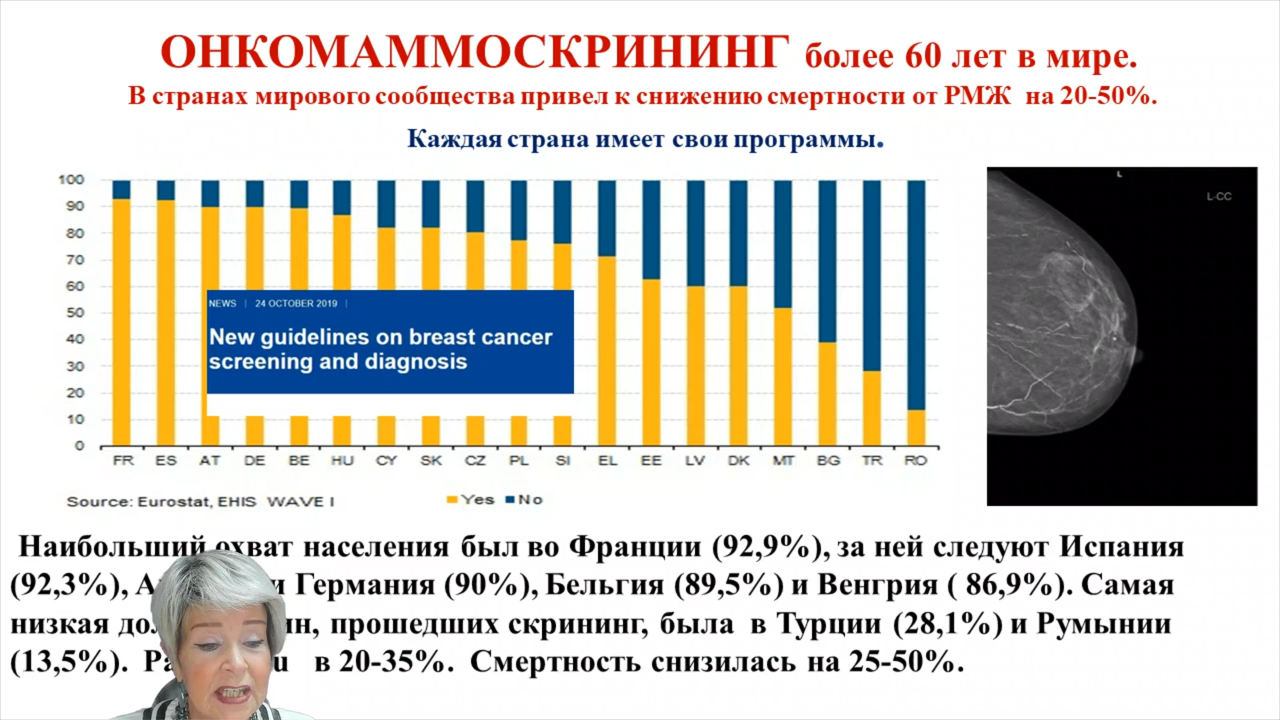 ОНКОМАММОСКРИНИНГ более 60 лет в мире.
В странах мирового сообщества привел к снижению смертности от РМЖ на 20-50%.
Каждая страна имеет свои программы.
100
90
80
70
60
50
40
30
20
10
0
NEWS | 24 OCTOBER 2019 |
New guidelines on breast cancer
screening and diagnosis
FR ES AT DE BE HU CY SK CZ PL SI EL EE LV DK MT BG TR RO
Source: Eurostat, EHIS WAVE I
Yes No
L
L-CC
Наибольший охват населения был во Франции (92,9%), за ней следуют Испания
(92,3%), и Германия (90%), Бельгия (89,5%) и Венгрия ( 86,9%). Самая
низкая прошедших скрининг, была в Турции (28,1%) и Румынии
(13,5%). в 20-35%. Смертность снизилась на 25-50%.